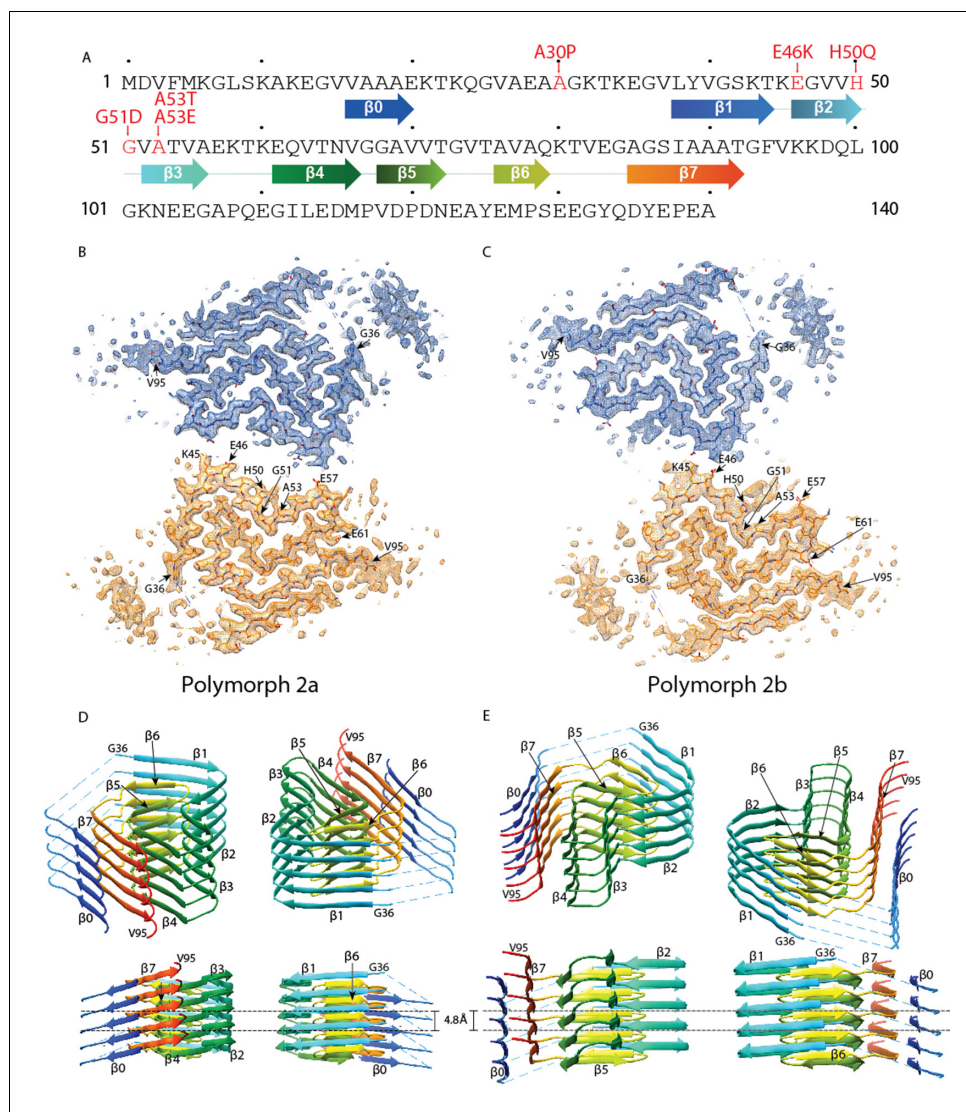 A
A30P
E46K
H50Q
1 MDVFMKGLSKAKEGVVAAAEKTKQGVAEAAGKTKEGVLYVGSKTKEGVVH 50
A53T
G51D A53E
β0 β1 β2
51 GVATVAEKTKEQVTNVGGAVVTGVTAVAQKTVEGAGSIAAATGFVKKDQL 100
β3 β4 β5 β6 β7
101 GKNEEGAPQEGILEDMPVDPDNEAYEMPSEEGYQDYEPEA 140
B
G36
V95
K45
E46
H50
G51
A53
E57
E61
V95
G36
Polymorph 2a
C
G36
V95
K45
E46
H50
G51
A53
E57
E61
G36
V95
Polymorph 2b
D
G36
β6
β1
β5
β7
β2
β3
β0
V95
β4
β5
V95
β4
β7
β3
β6
β2
β0
β1
G36
β7
V95
β3
β0
β4
β2
β1
β6
G36
β0
4.8Å
E
β7
β5
β6
G36
β1
β0
β2
V95
β4
β3
β6
β5
β7
β3
V95
β2
β4
β1
β0
G36
V95
β7
β2
β0
β5
β1
G36
β7
β0
β6